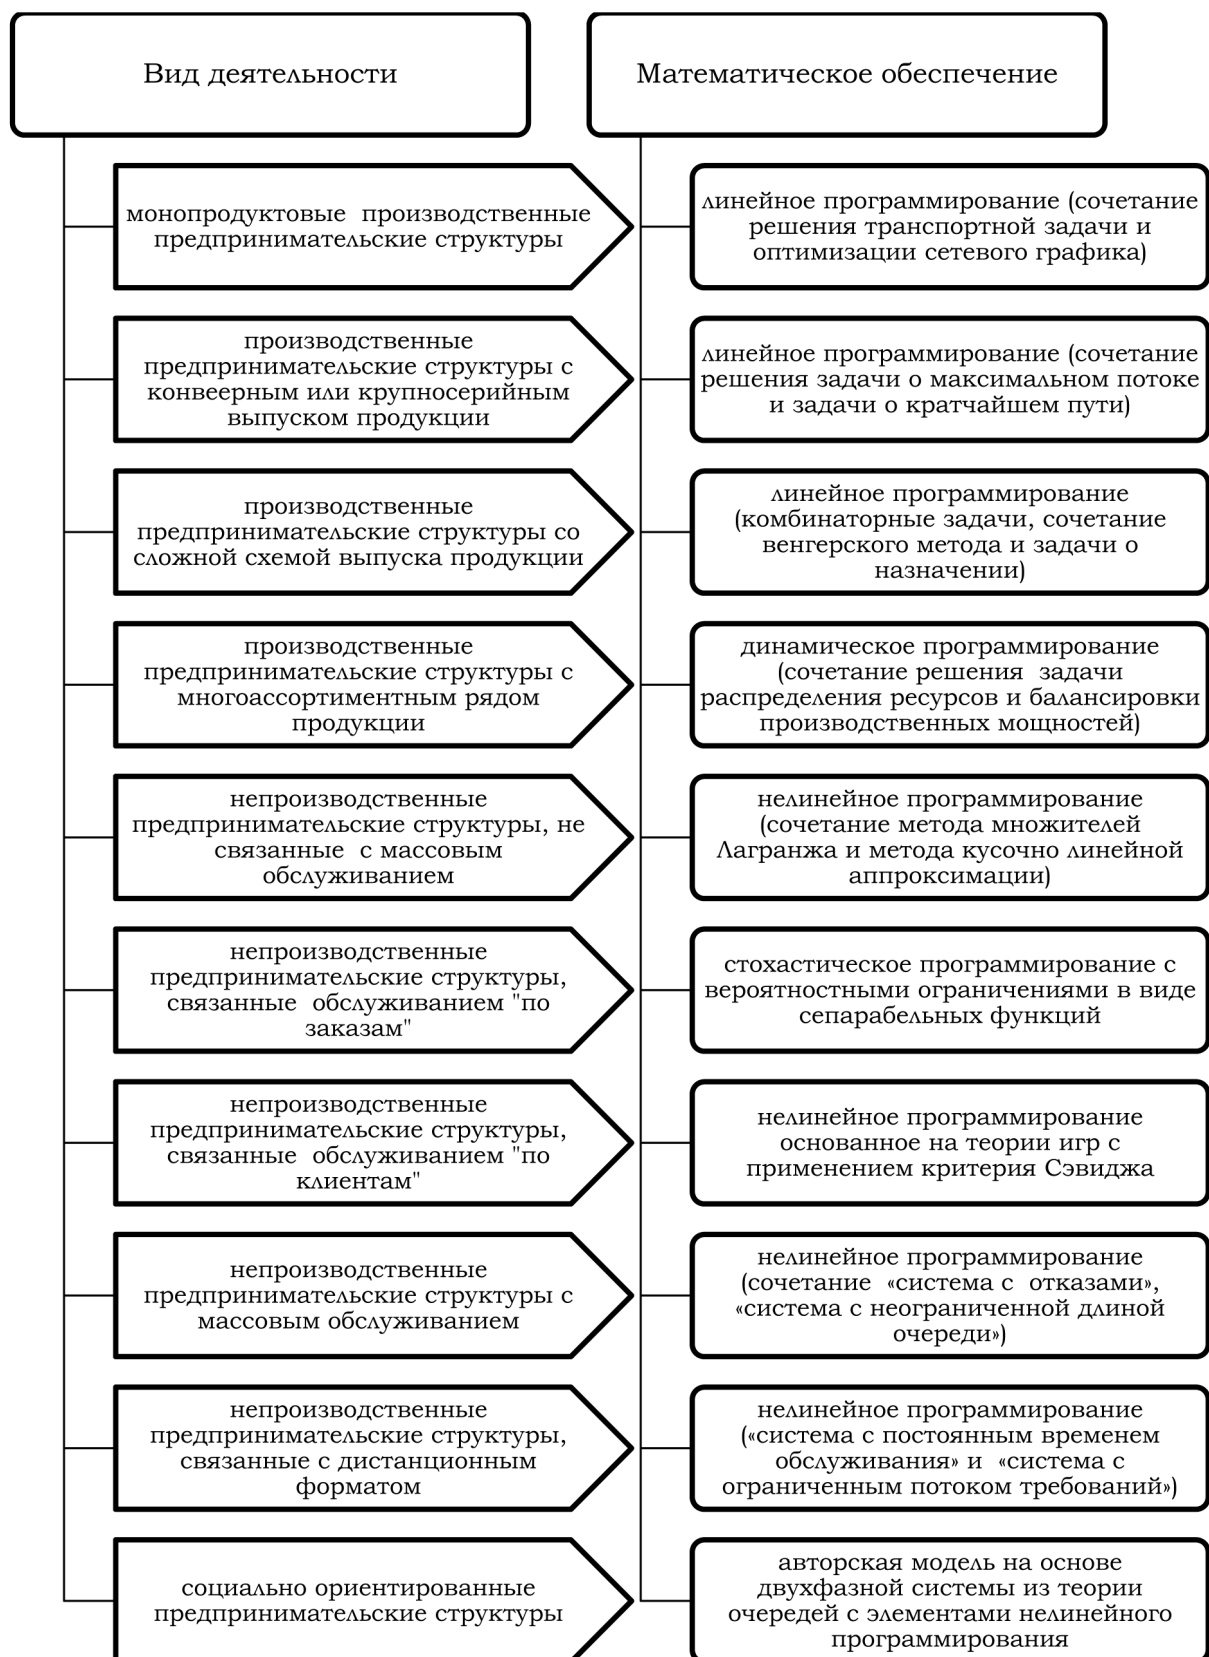 Вид деятельности
Математическое обеспечение
монопродуктовые  производственные
предпринимательские структуры
линейное программирование (сочетание
решения транспортной задачи и
оптимизации сетевого графика)
производственные
предпринимательские структуры с
конвеерным или крупносерийным
выпуском продукции
линейное программирование (сочетание
решения задачи о максимальном потоке
и задачи о кратчайшем пути)
производственные
предпринимательские структуры со
сложной схемой выпуска продукции
линейное программирование
(комбинаторные задачи, сочетание
венгерского метода и задачи о
назначении)
производственные
предпринимательские структуры с
многоассортиментным рядом
продукции
динамическое программирование
(сочетание решения  задачи
распределения ресурсов и балансировки
производственных мощностей)
непроизводственные
предпринимательские структуры, не
связанные  с массовым
обслуживанием
нелинейное программирование
(сочетание метода множителей
Лагранжа и метода кусочно линейной
аппроксимации)
непроизводственные
предпринимательские структуры,
связанные  обслуживанием "по
заказам"
стохастическое программирование с
вероятностными ограничениями в виде
сепарабельных функций
непроизводственные
предпринимательские структуры,
связанные  обслуживанием "по
клиентам"
нелинейное программирование
основанное на теории игр с
применением критерия Сэвиджа
непроизводственные
предпринимательские структуры с
массовым обслуживанием
нелинейное программирование
(сочетание  «система с  отказами»,
«система с неограниченной длиной
очереди»)
непроизводственные
предпринимательские структуры,
связанные с дистанционным
форматом
нелинейное программирование
(«система с постоянным временем
обслуживания» и  «система с
ограниченным потоком требований»)
социально ориентированные
предпринимательские структуры
авторская модель на основе
двухфазной системы из теории
очередей с элементами нелинейного
программирования